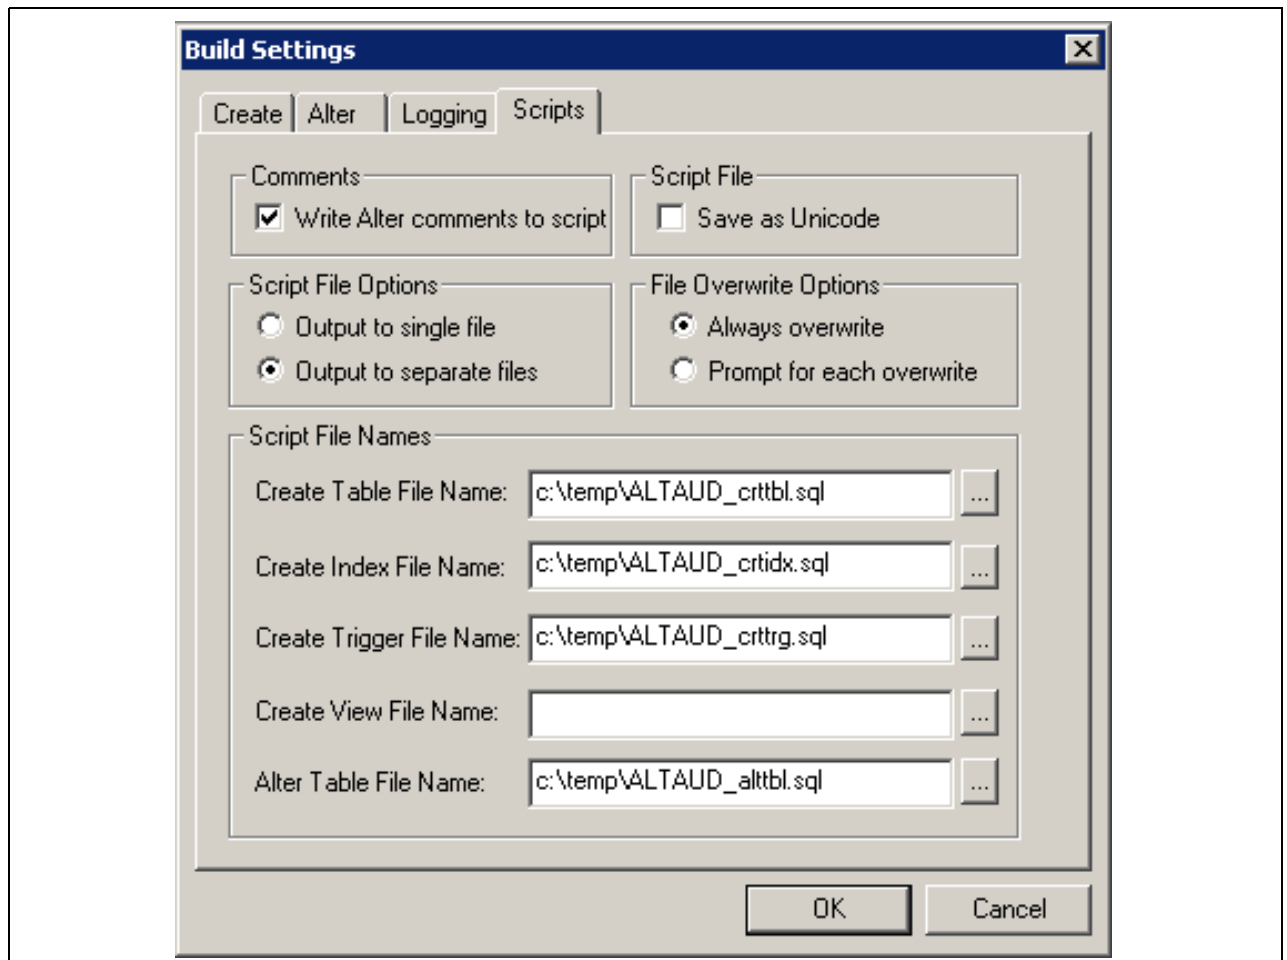 Build Settings
Create Alter Logging Scripts
Comments
Write Alter comments to script
Script File
Save as Unicode
Script File Options
Output to single file
Output to separate files
File Overwrite Options
Always overwrite
Prompt for each overwrite
Script File Names
Create Table File Name: c:\temp\ALTAUD_crttbl.sql ...
Create Index File Name: c:\temp\ALTAUD_crtidx.sql ...
Create Trigger File Name: c:\temp\ALTAUD_crttrg.sql ...
Create View File Name: ...
Alter Table File Name: c:\temp\ALTAUD_alttbl.sql ...
OK Cancel